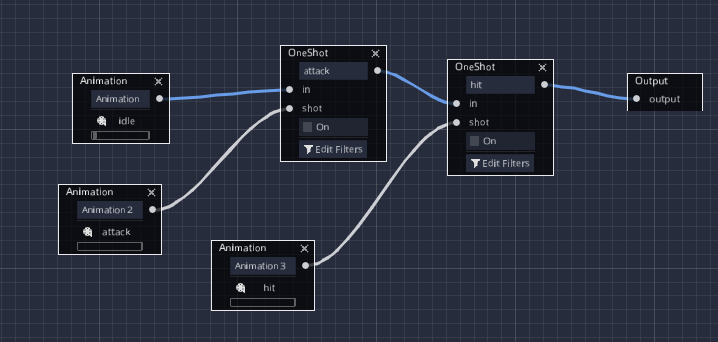 Animation
Animation
idle
Animation
Animation 2
attack
Animation
Animation 3
hit
OneShot
attack
in
shot
On
Edit Filters
OneShot
hit
in
shot
On
Edit Filters
Output
output